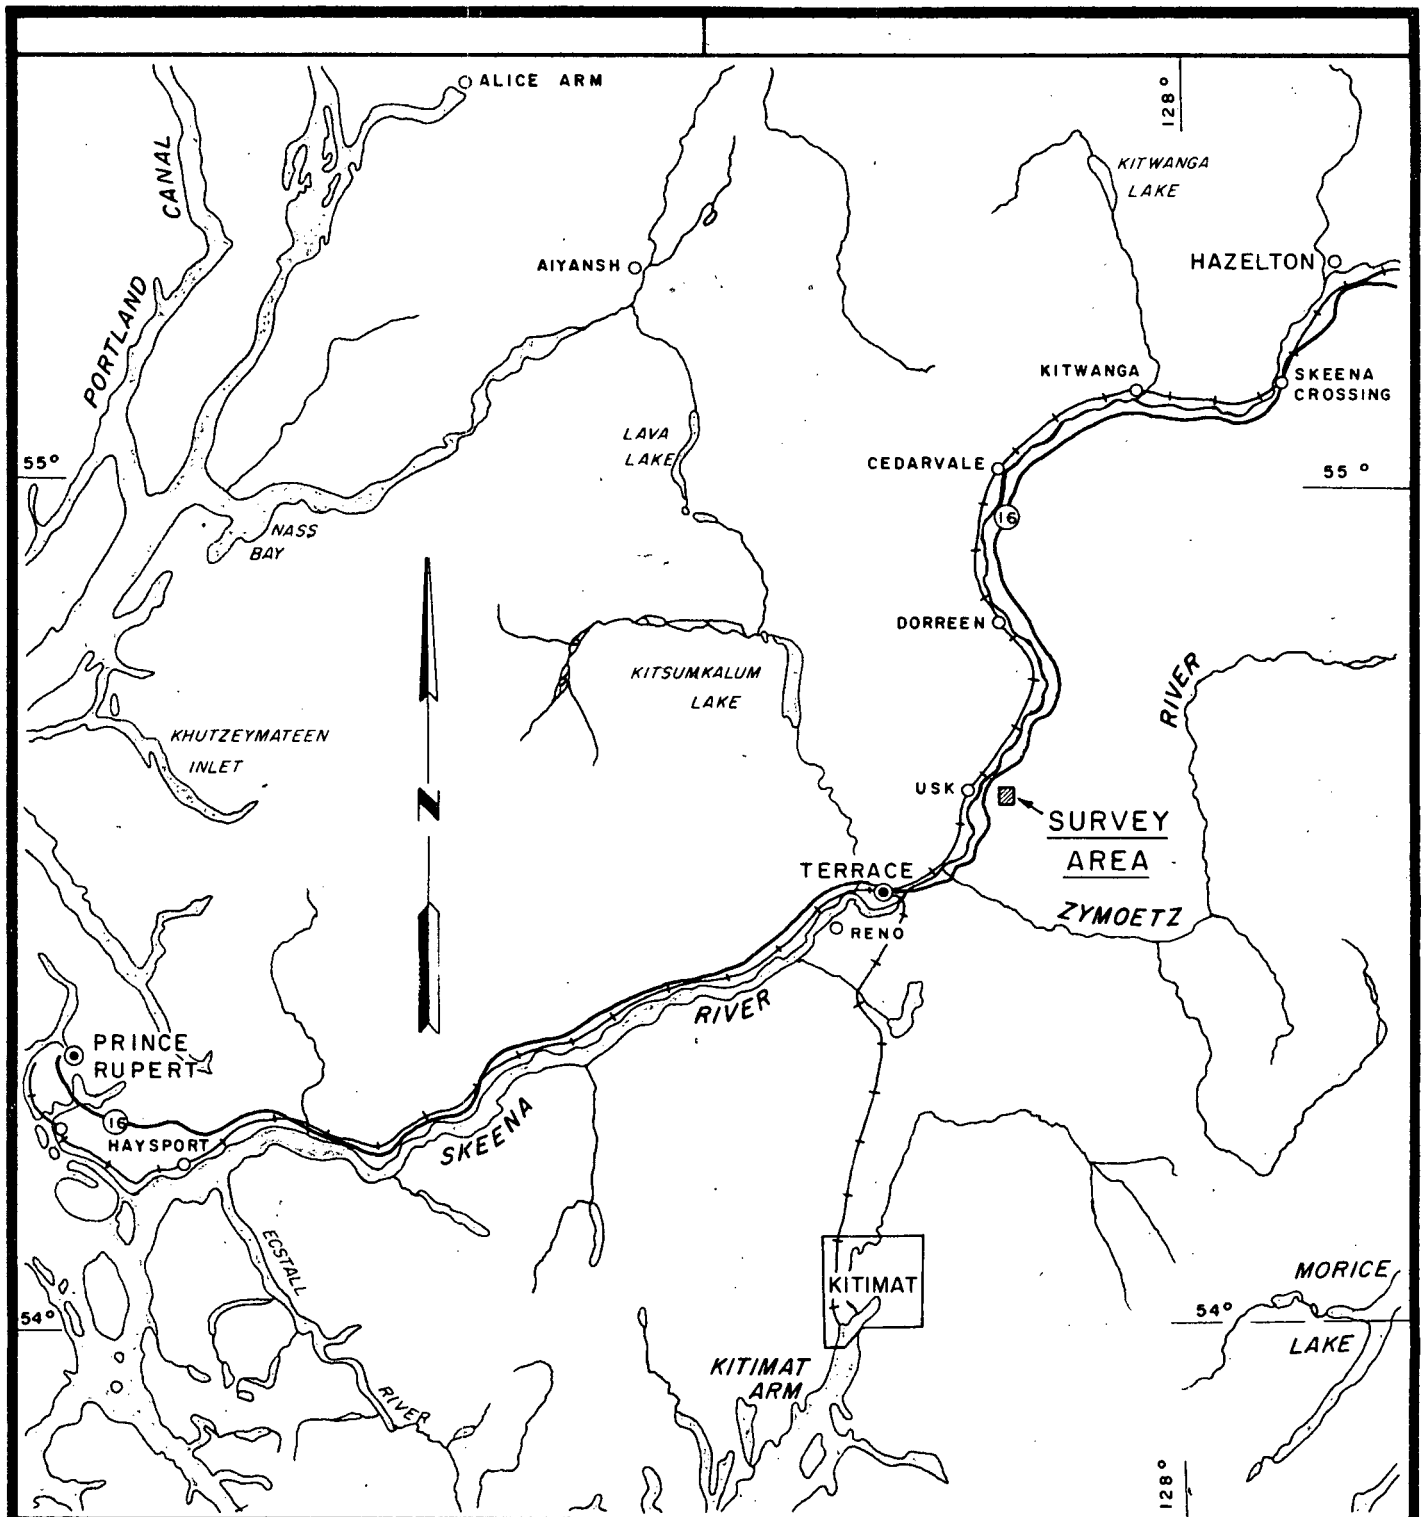 ALICE ARM
128°
CANAL
KITWANGA
LAKE
AIYANSH
HAZELTON
PORTLAND
KITWANGA
SKEENA
CROSSING
LAVA
LAKE
CEDARVALE
55°
55°
16
NASS
BAY
DORREEN
KITSUMKALUM
LAKE
RIVER
KHUTZEYMATEEN
INLET
USK
N
SURVEY
AREA
TERRACE
ZYMOETZ
RENO
RIVER
PRINCE
RUPERT
16
HAYSPORT
SKEENA
ECSTALL
MORICE
KITIMAT
54°
54°
LAKE
KITIMAT
ARM
RIVER
128°